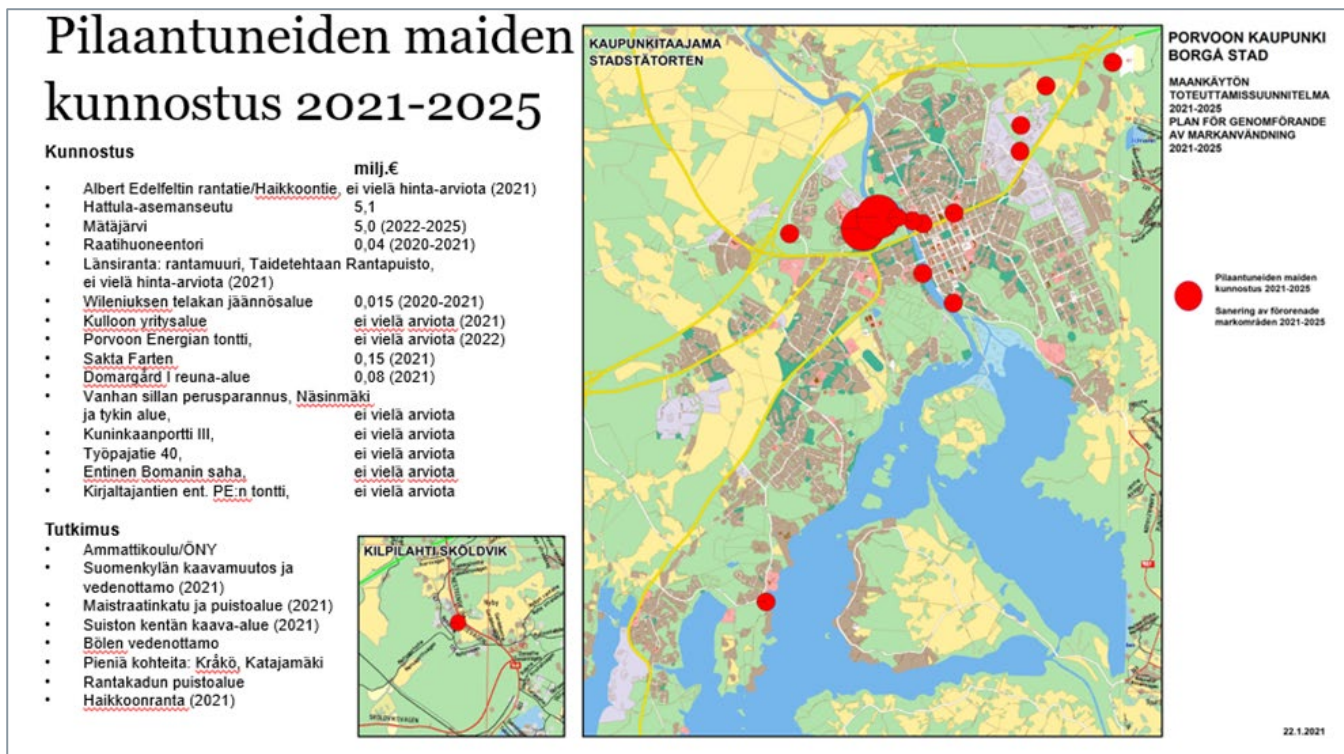 Pilaantuneiden maiden
kunnostus 2021-2025
Kunnostus
milj.€
• Albert Edelfeltin rantatie/Haikkoontie, ei vielä hinta-arviota (2021)
• Hattula-asemanseutu 5,1
• Mätäjärvi 5,0 (2022-2025)
• Raatihuoneentori 0,04 (2020-2021)
• Länsiranta: rantamuuri, Taidetehtaan Rantapuisto,
ei vielä hinta-arviota (2021)
• Wileniuksen telakan jäännösalue 0,015 (2020-2021)
• Kulloon yritysalue ei vielä arviota (2021)
• Porvoon Energian tontti, ei vielä arviota (2022)
• Sakta Farten 0,15 (2021)
• Domargård I reuna-alue 0,08 (2021)
• Vanhan sillan perusparannus, Näsinmäki
ja tykin alue, ei vielä arviota
• Kuninkaanportti III, ei vielä arviota
• Työpajatie 40, ei vielä arviota
• Entinen Bomanin saha, ei vielä arviota
• Kirjaltajantien ent. PE:n tontti, ei vielä arviota
Tutkimus
• Ammattikoulu/ÖNY
• Suomenkylän kaavamuutos ja
vedenottamo (2021)
• Maistraatinkatu ja puistoalue (2021)
• Suiston kentän kaava-alue (2021)
• Bölen vedenottamo
• Pieniä kohteita: Kråkö, Katajamäki
• Rantakadun puistoalue
• Haikkoonranta (2021)
KILPILAHTI SKÖLDVIK
Nyby
SKÖLDVIKSVÄGEN
KAUPUNKITAAJAMA
STADSTÄTORTEN
PORVOON KAUPUNKI
BORGÅ STAD
MAANKÄYTÖN
TOTEUTTAMISSUUNNITELMA
2021-2025
PLAN FÖR GENOMFÖRANDE
AV MARKANVÄNDNING
2021-2025
Pilaantuneiden maiden
kunnostus 2021-2025
Sanering av förorenade
markområden 2021-2025
22.1.2021